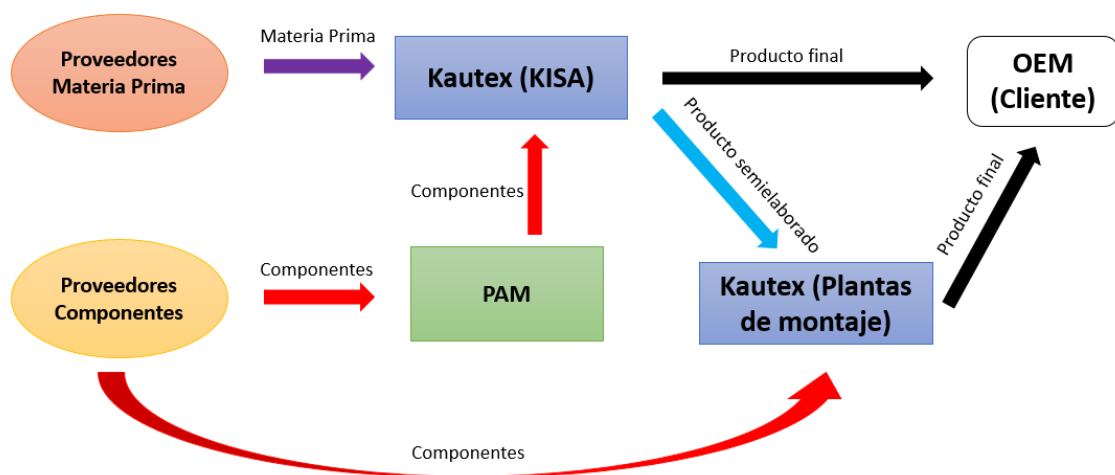 Proveedores
Materia Prima
Materia Prima
Kautex (KISA)
Producto final
OEM
(Cliente)
Producto semielaborado
Componentes
Producto final
Proveedores
Componentes
Componentes
PAM
Kautex (Plantas
de montaje)
Componentes